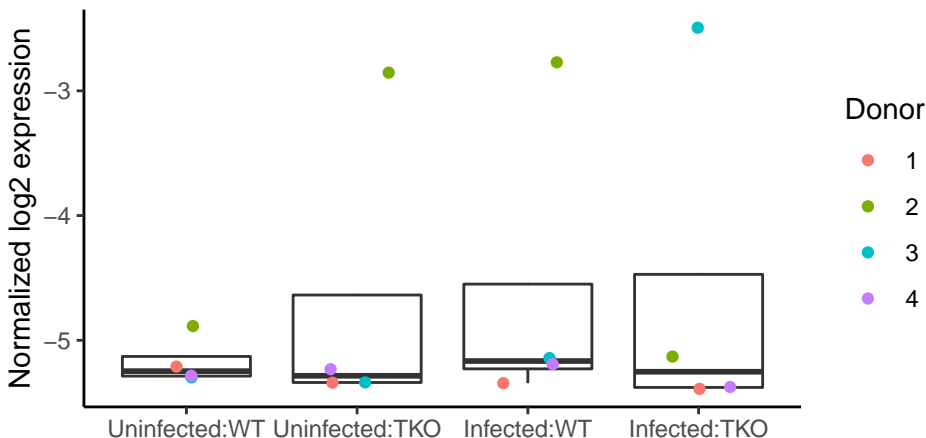 Normalized log2 expression
−3
−4
−5
Uninfected:WT
Uninfected:TKO
Infected:WT
Infected:TKO
Donor
1
2
3
4